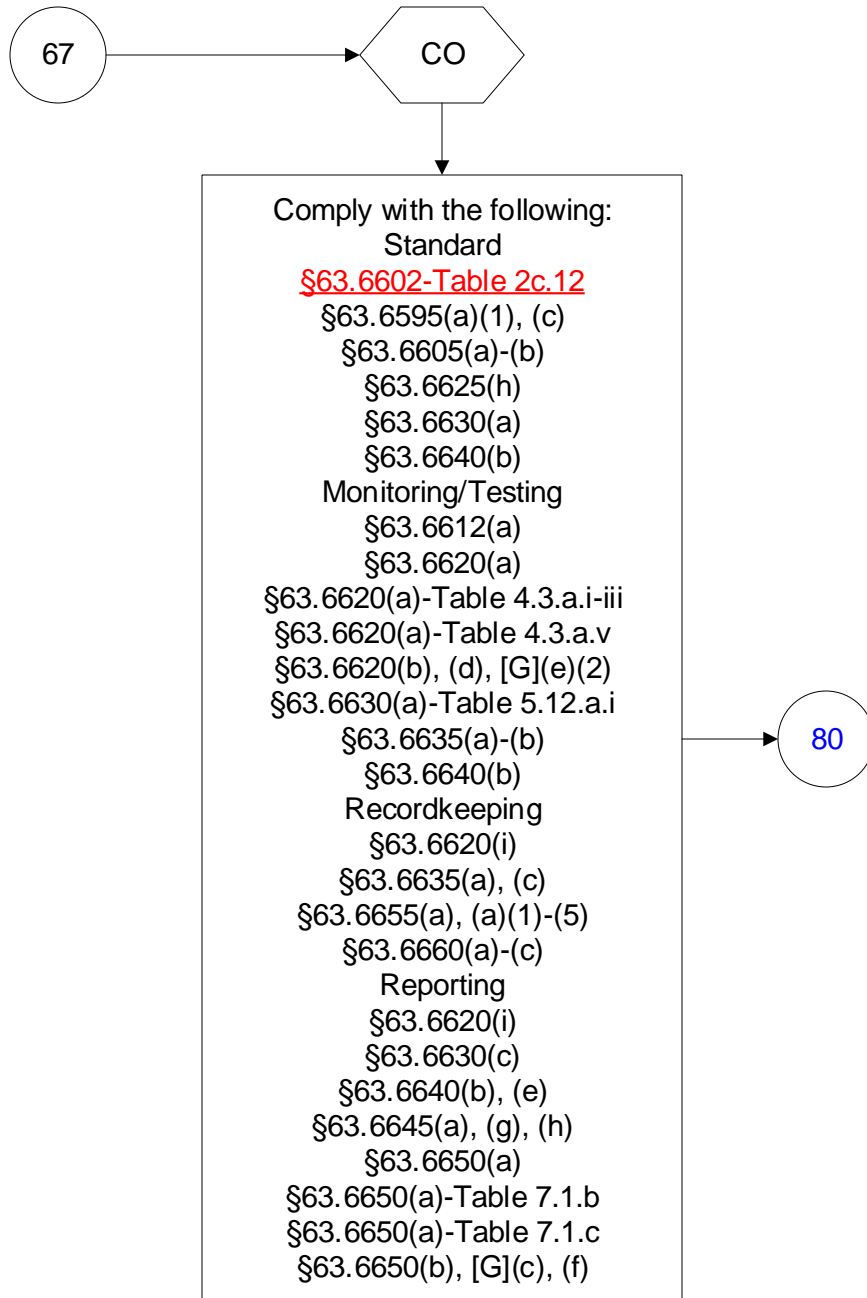 67
CO
Comply with the following:
Standard
§63.6602-Table 2c.12
§63.6595(a)(1), (c)
§63.6605(a)-(b)
§63.6625(h)
§63.6630(a)
§63.6640(b)
Monitoring/Testing
§63.6612(a)
§63.6620(a)
§63.6620(a)-Table 4.3.a.i-iii
§63.6620(a)-Table 4.3.a.v
§63.6620(b), (d), [G](e)(2)
§63.6630(a)-Table 5.12.a.i
§63.6635(a)-(b)
§63.6640(b)
Recordkeeping
§63.6620(i)
§63.6635(a), (c)
§63.6655(a), (a)(1)-(5)
§63.6660(a)-(c)
Reporting
§63.6620(i)
§63.6630(c)
§63.6640(b), (e)
§63.6645(a), (g), (h)
§63.6650(a)
§63.6650(a)-Table 7.1.b
§63.6650(a)-Table 7.1.c
§63.6650(b), [G](c), (f)
80